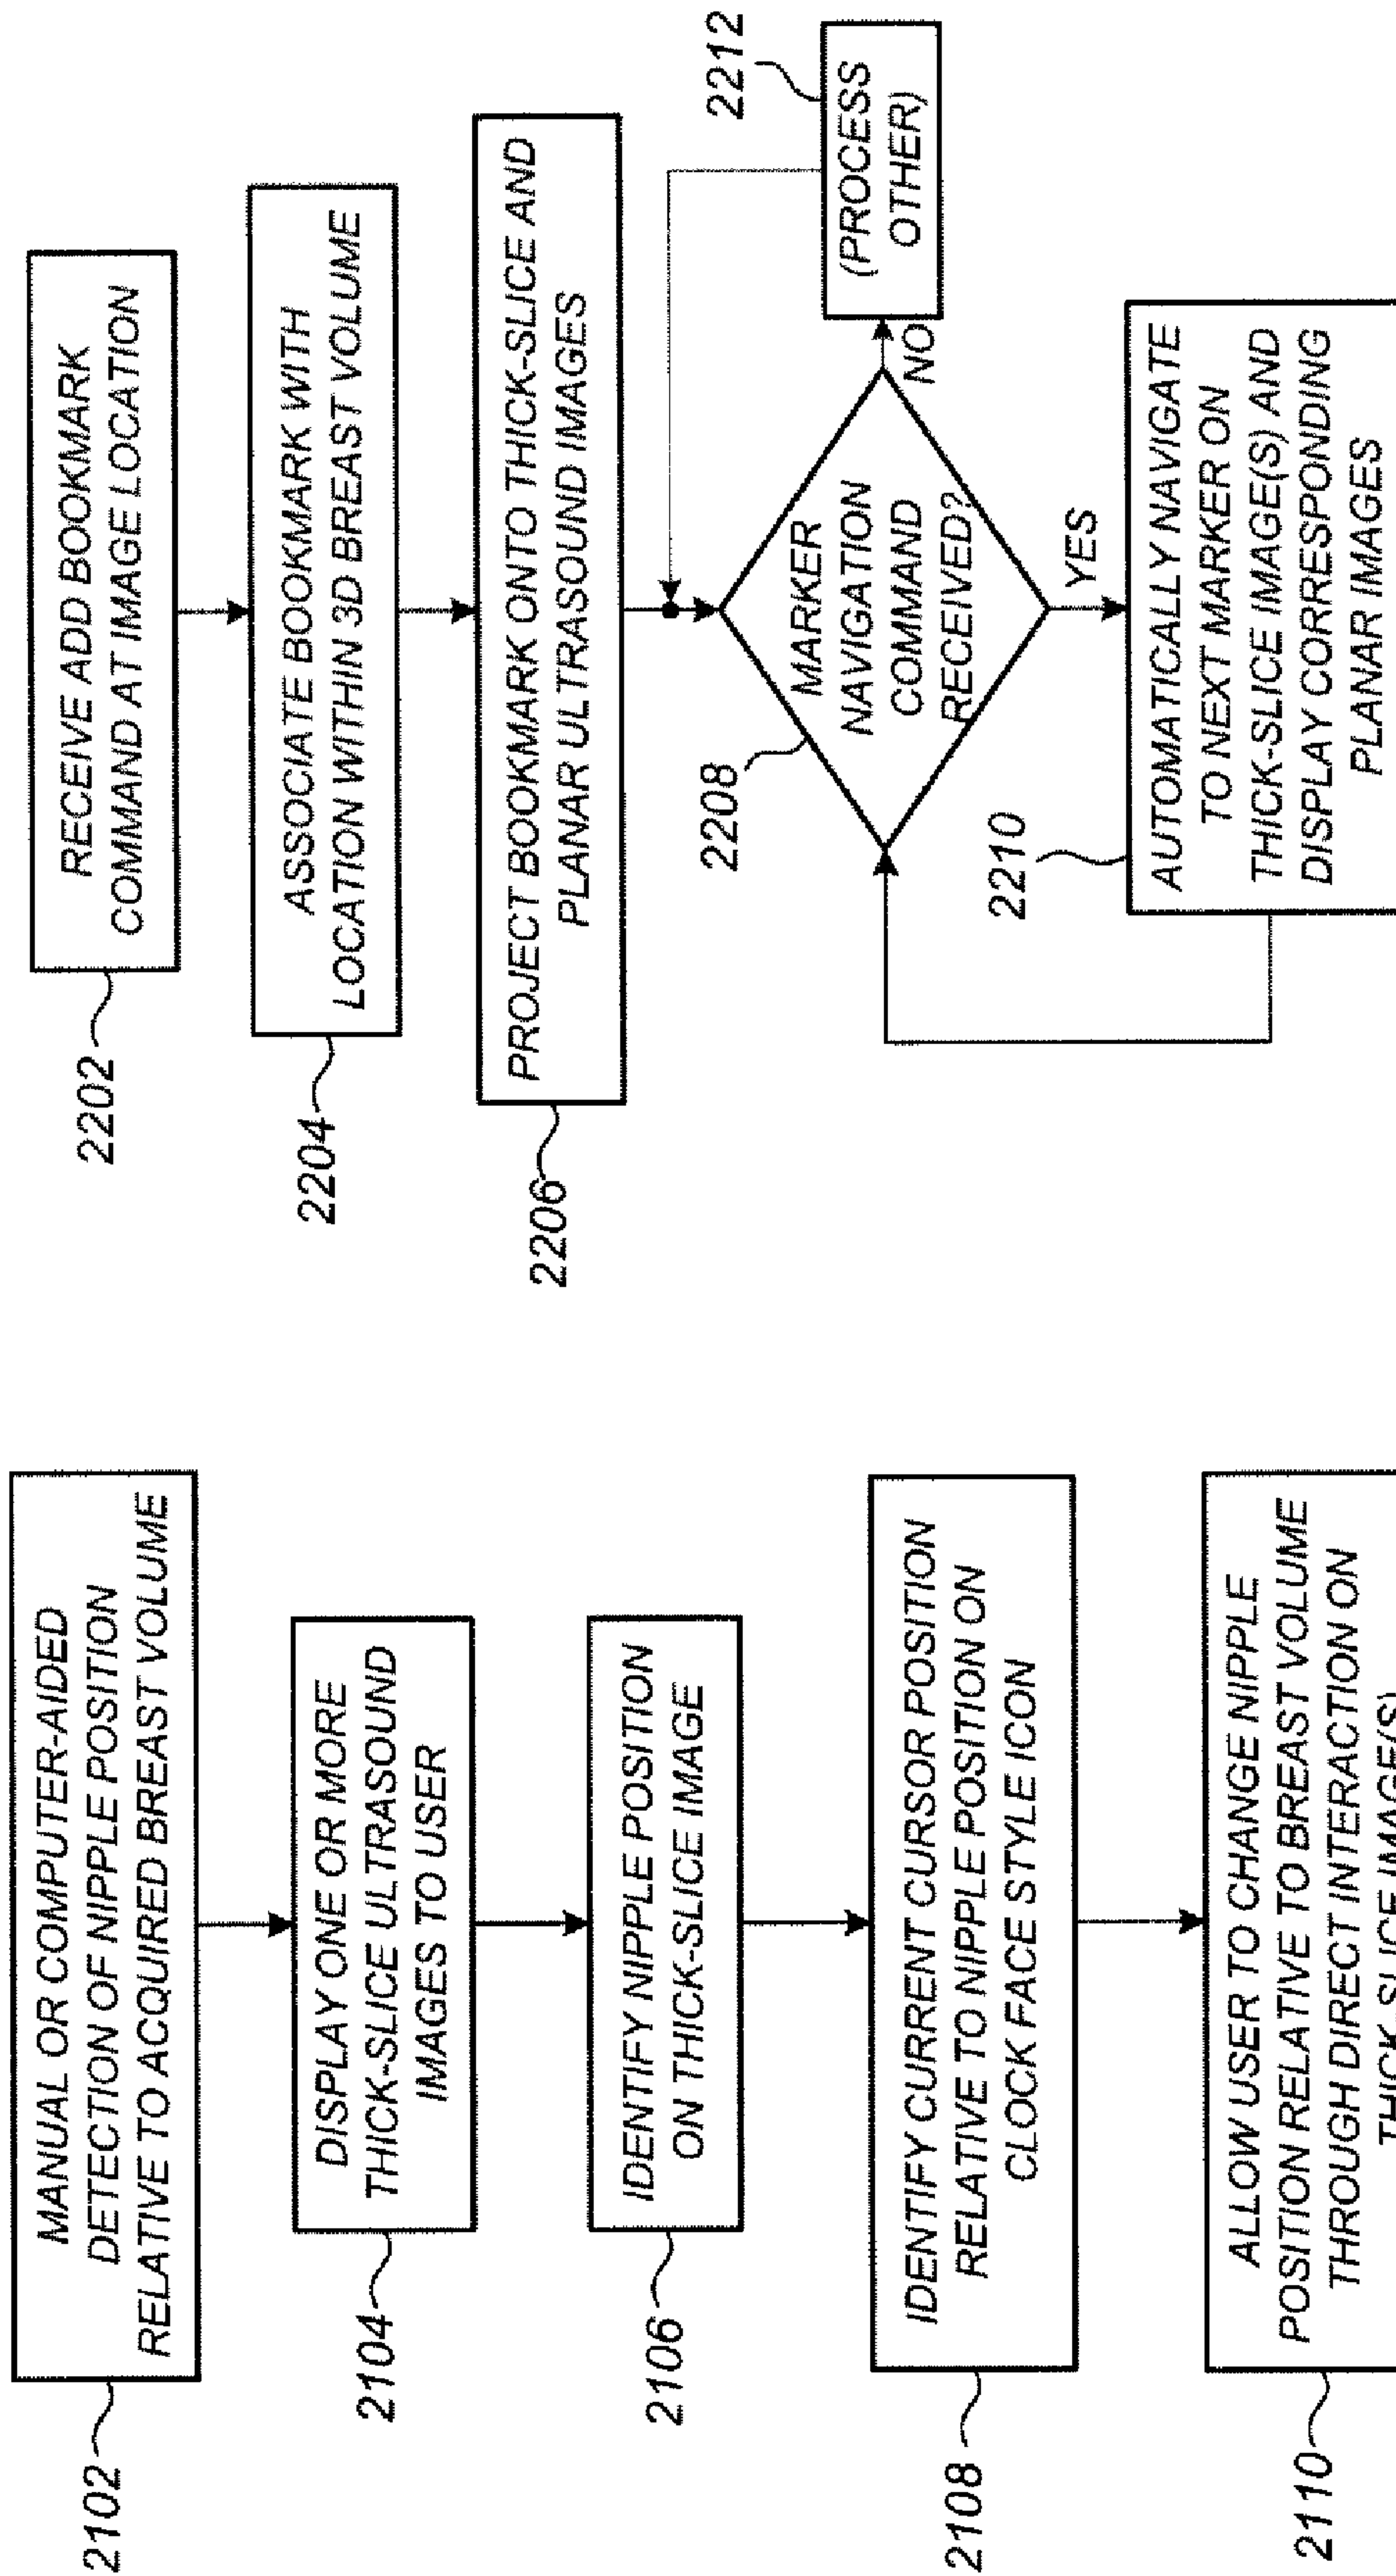 2102
MANUAL OR COMPUTER-AIDED
DETECTION OF NIPPLE POSITION
RELATIVE TO ACQUIRED BREAST VOLUME
2104
DISPLAY ONE OR MORE
THICK-SLICE ULTRASOUND
IMAGES TO USER
2106
IDENTIFY NIPPLE POSITION
ON THICK-SLICE IMAGE
2108
IDENTIFY CURRENT CURSOR POSITION
RELATIVE TO NIPPLE POSITION ON
CLOCK FACE STYLE ICON
2110
ALLOW USER TO CHANGE NIPPLE
POSITION RELATIVE TO BREAST VOLUME
THROUGH DIRECT INTERACTION ON
THICK-SLICE IMAGE(S)
2202
RECEIVE ADD BOOKMARK
COMMAND AT IMAGE LOCATION
2204
ASSOCIATE BOOKMARK WITH
LOCATION WITHIN 3D BREAST VOLUME
2206
PROJECT BOOKMARK ONTO THICK-SLICE AND
PLANAR ULTRASOUND IMAGES
2208
MARKER
NAVIGATION
COMMAND
RECEIVED?
NO
2212
(PROCESS
OTHER)
YES
2210
AUTOMATICALLY NAVIGATE
TO NEXT MARKER ON
THICK-SLICE IMAGE(S) AND
DISPLAY CORRESPONDING
PLANAR IMAGES